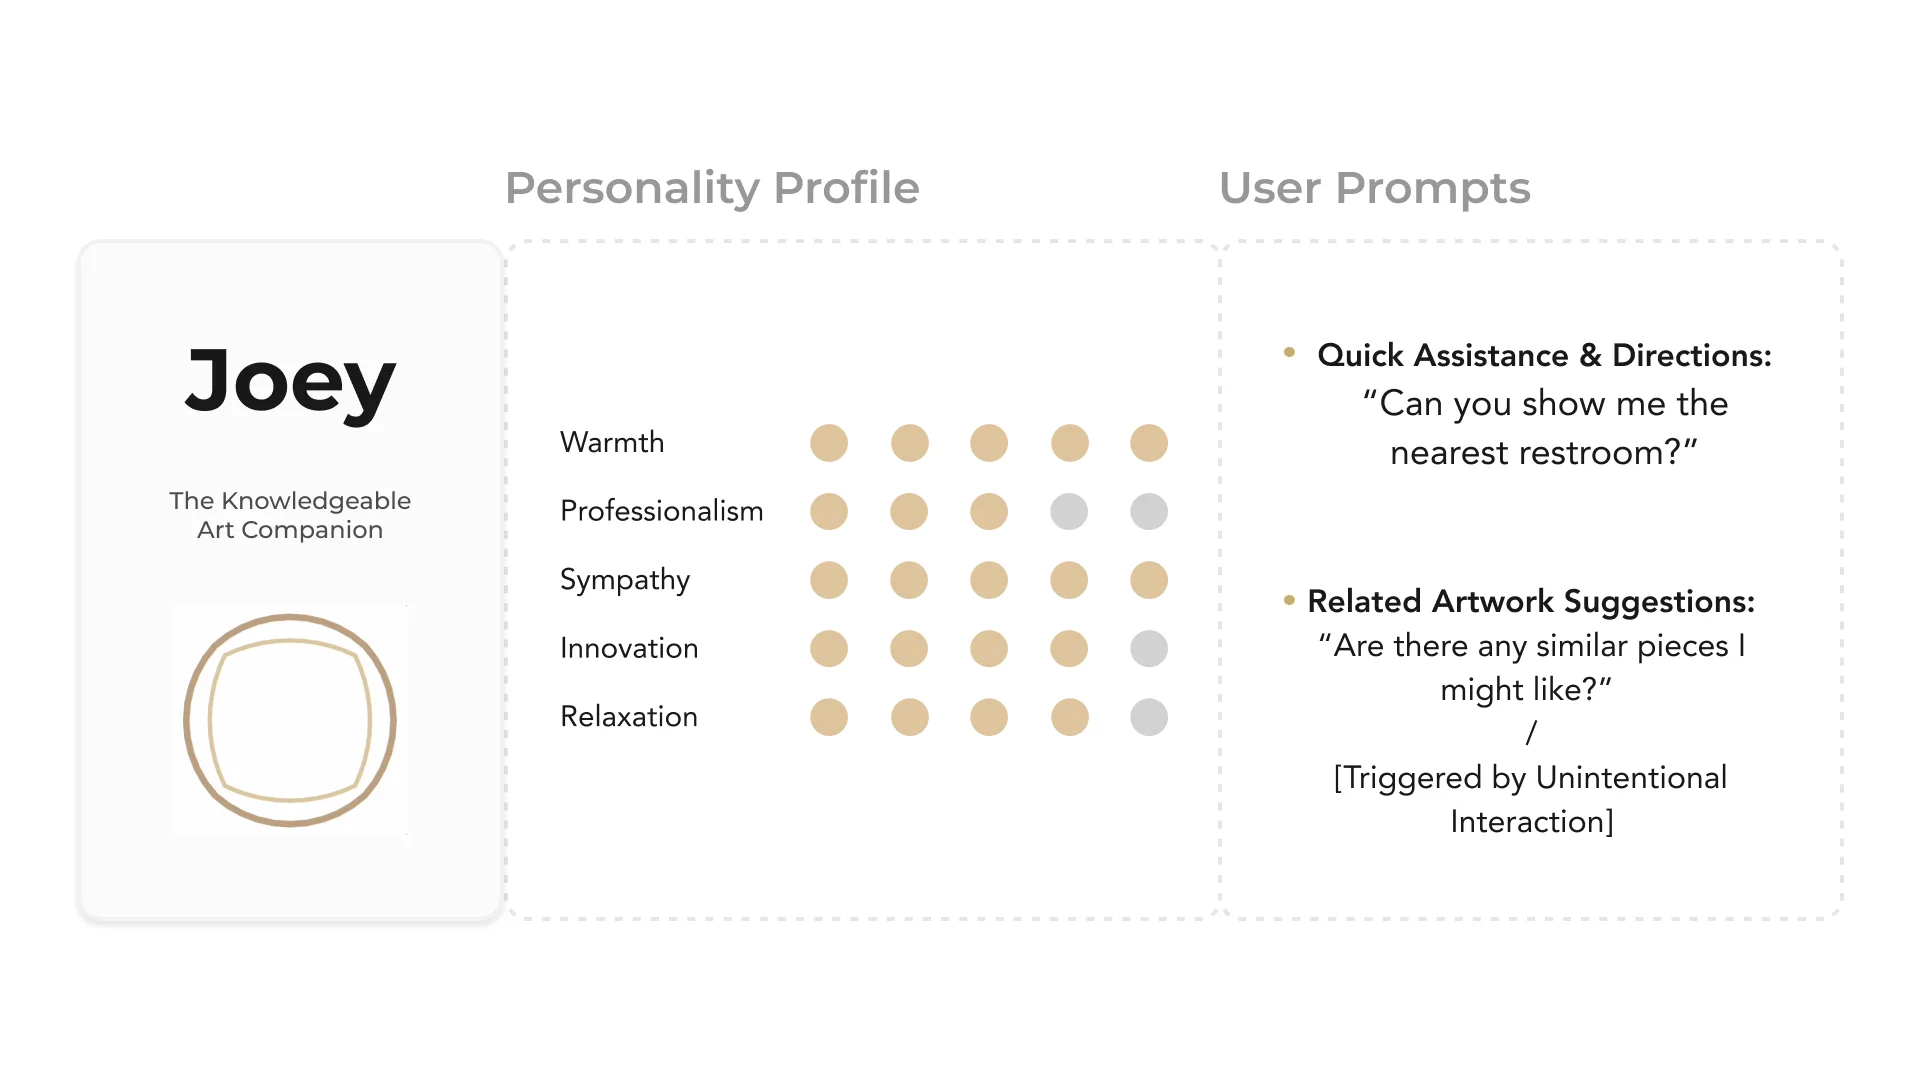 Personality Profile
User Prompts
Joey
The Knowledgeable
Art Companion
Warmth
Professionalism
Sympathy
Innovation
Relaxation
• Quick Assistance & Directions:
“Can you show me the
nearest restroom?”
• Related Artwork Suggestions:
“Are there any similar pieces I
might like?”
/
[Triggered by Unintentional
Interaction]